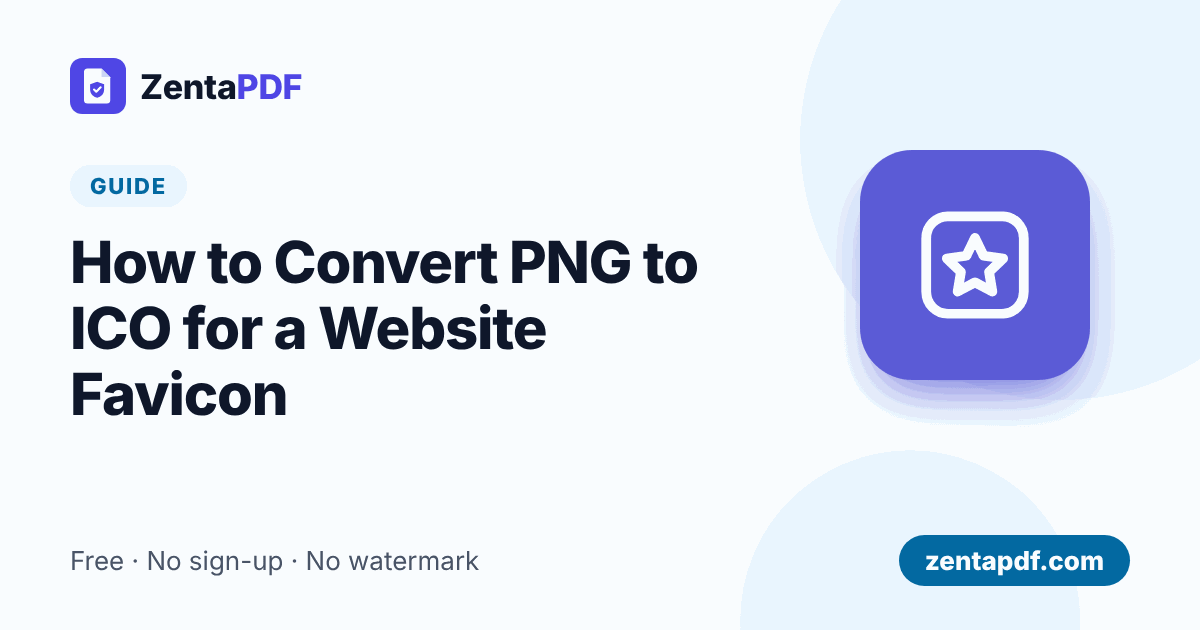 ZentaPDF
GUIDE
How to Convert PNG to
ICO for a Website
Favicon
Free · No sign-up · No watermark
zentapdf.com